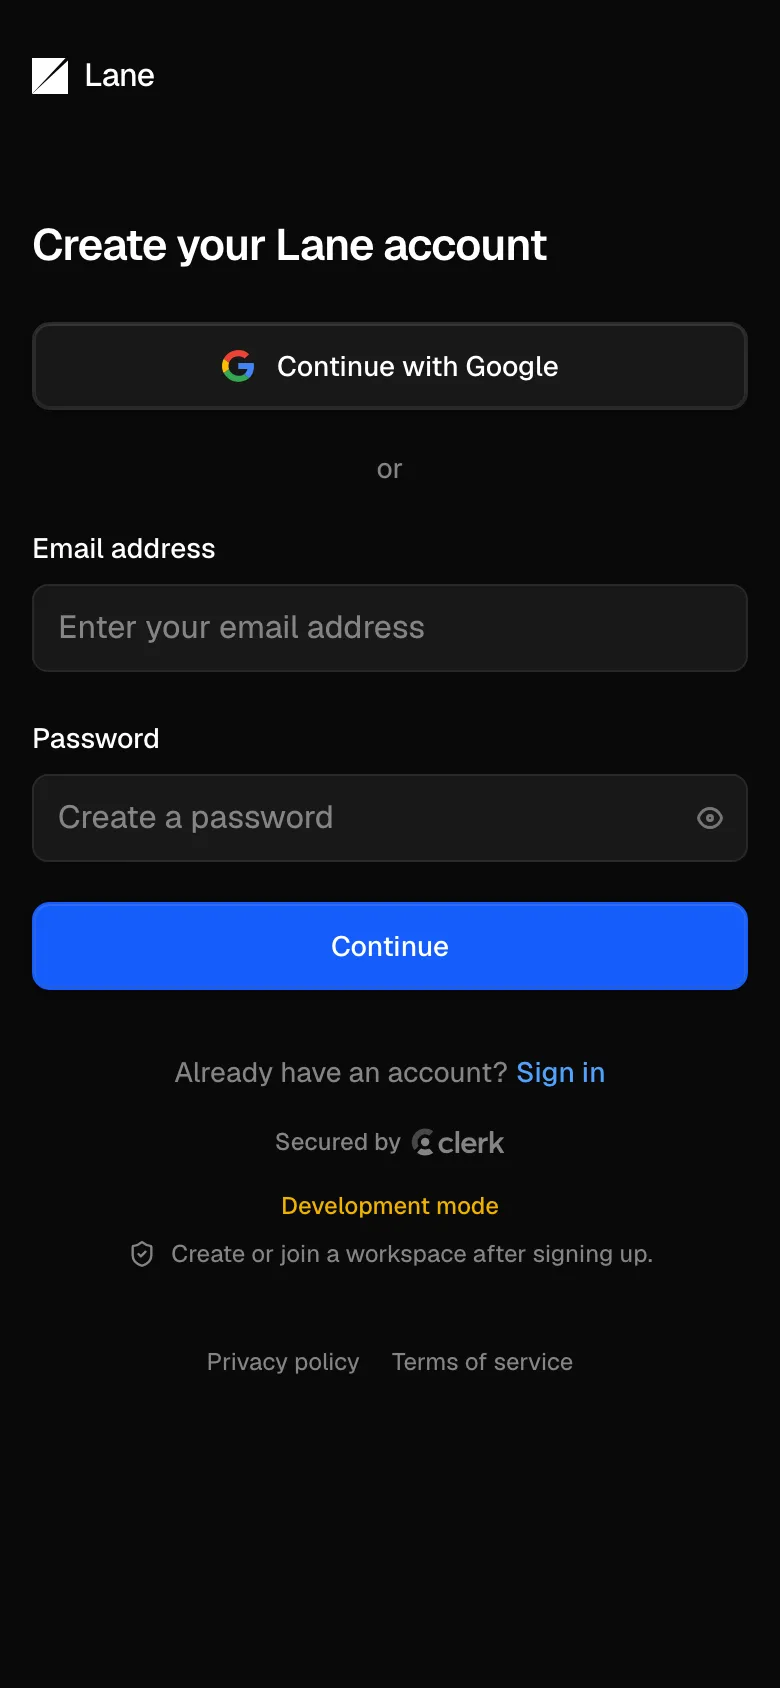 Lane
Create your Lane account
Continue with Google
or
Email address
Enter your email address
Password
Create a password
Continue
Already have an account? Sign in
Secured by clerk
Development mode
Create or join a workspace after signing up.
Privacy policy Terms of service